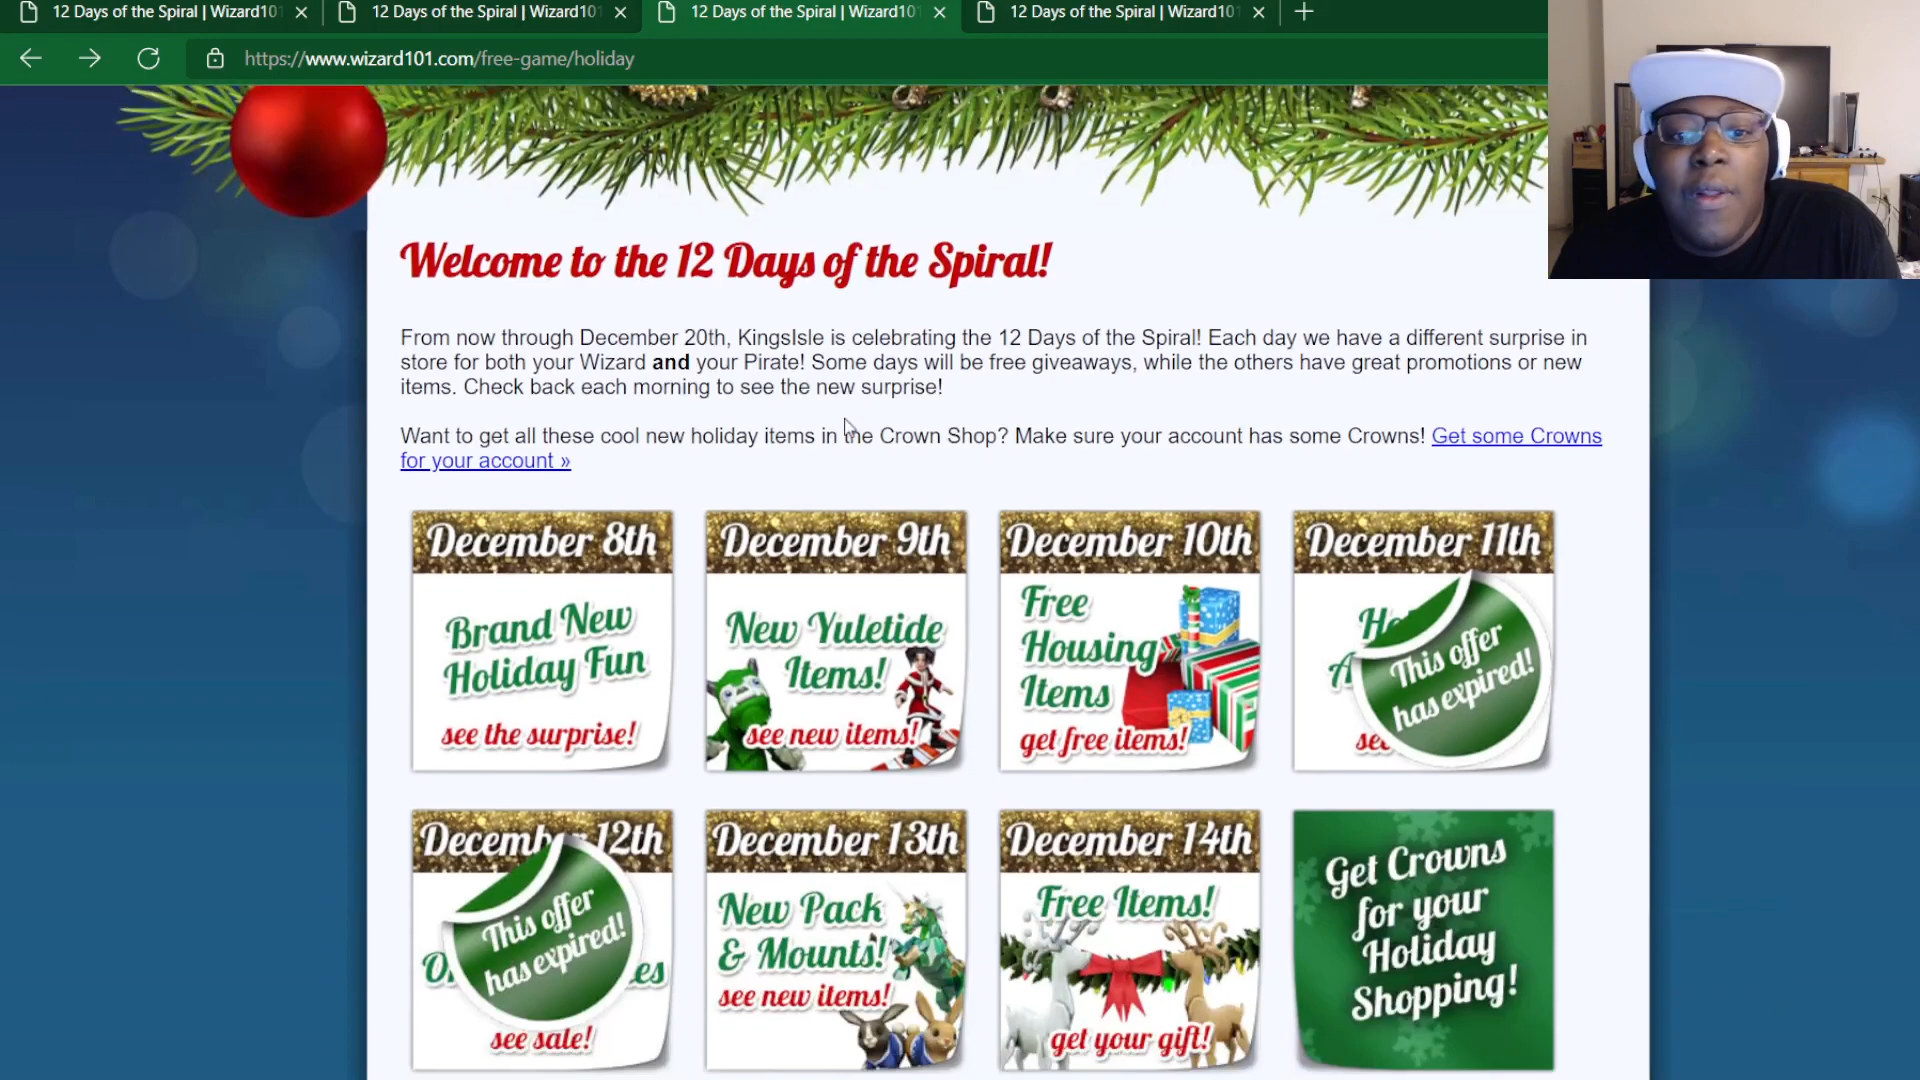 12 Days of the Spiral | Wizard101
12 Days of the Spiral | Wizard101
12 Days of the Spiral | Wizard101
12 Days of the Spiral | Wizard101
https://www.wizard101.com/free-game/holiday
Welcome to the 12 Days of the Spiral!
From now through December 20th, KingsIsle is celebrating the 12 Days of the Spiral! Each day we have a different surprise in
store for both your Wizard and your Pirate! Some days will be free giveaways, while the others have great promotions or new
items. Check back each morning to see the new surprise!
Want to get all these cool new holiday items in the Crown Shop? Make sure your account has some Crowns! Get some Crowns
for your account »
December 8th
Brand New
Holiday Fun
see the surprise!
December 9th
New Yuletide
Items!
see new items!
December 10th
Free
Housing
Items
get free items!
December 11th
This offer
has expired!
December 12th
This offer
has expired!
see sale!
December 13th
New Pack
& Mounts!
see new items!
December 14th
Free Items!
get your gift!
Get Crowns
for your
Holiday
Shopping!